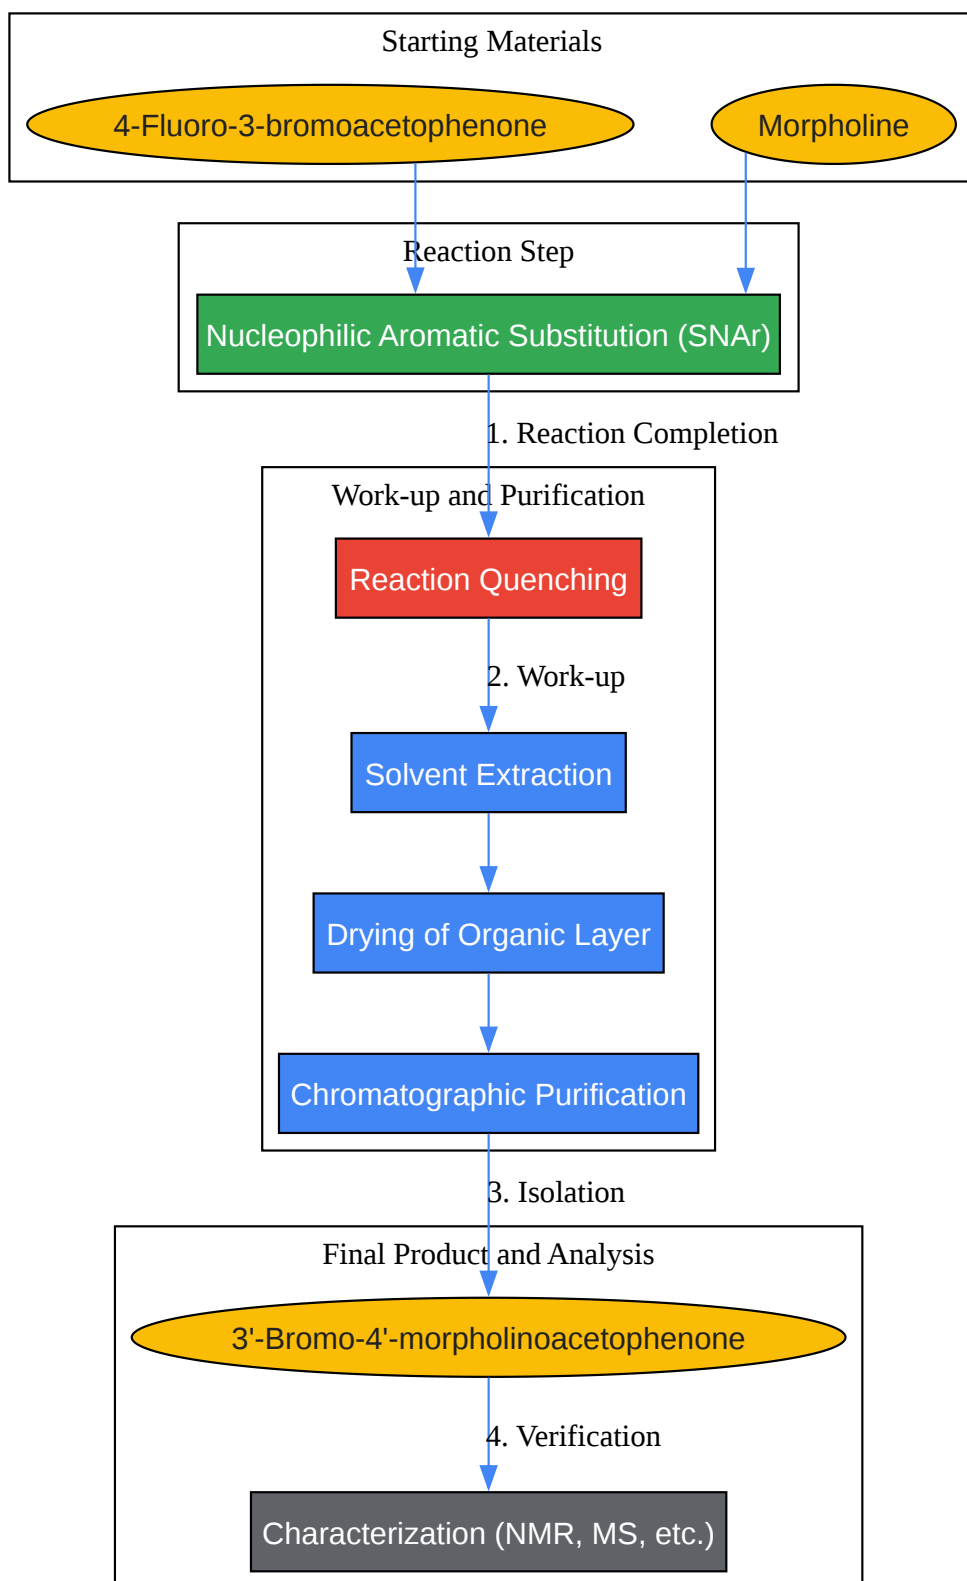 Starting Materials
4-Fluoro-3-bromoacetophenone
Morpholine
Reaction Step
Nucleophilic Aromatic Substitution (SNAr)
1. Reaction Completion
Work-up and Purification
Reaction Quenching
2. Work-up
Solvent Extraction
Drying of Organic Layer
Chromatographic Purification
3. Isolation
Final Product and Analysis
3'-Bromo-4'-morpholinoacetophenone
4. Verification
Characterization (NMR, MS, etc.)